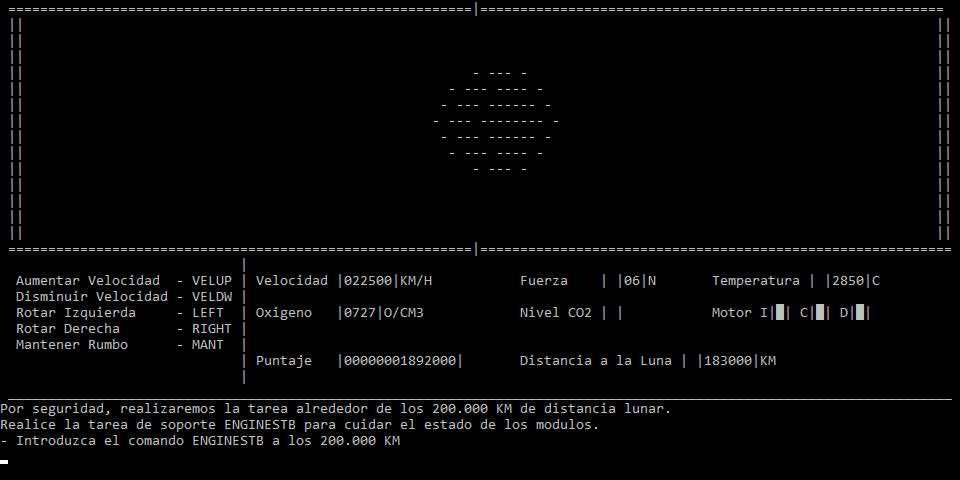 - --- -
- --- ---- -
- --- ------ -
- --- -------- -
- --- ------ -
- --- ---- -
- --- -
Aumentar Velocidad - VELUP | Velocidad |022500|KM/H Fuerza | |06|N Temperatura | |2850|C
Disminuir Velocidad - VELDW |
Rotar Izquierda - LEFT | Oxigeno |0727|O/CM3 Nivel CO2 | | Motor I|█| C|█| D|█|
Rotar Derecha - RIGHT |
Mantener Rumbo - MANT |
| Puntaje |00000001892000| Distancia a la Luna | |183000|KM
Por seguridad, realizaremos la tarea alrededor de los 200.000 KM de distancia lunar.
Realice la tarea de soporte ENGINESTB para cuidar el estado de los modulos.
- Introduzca el comando ENGINESTB a los 200.000 KM